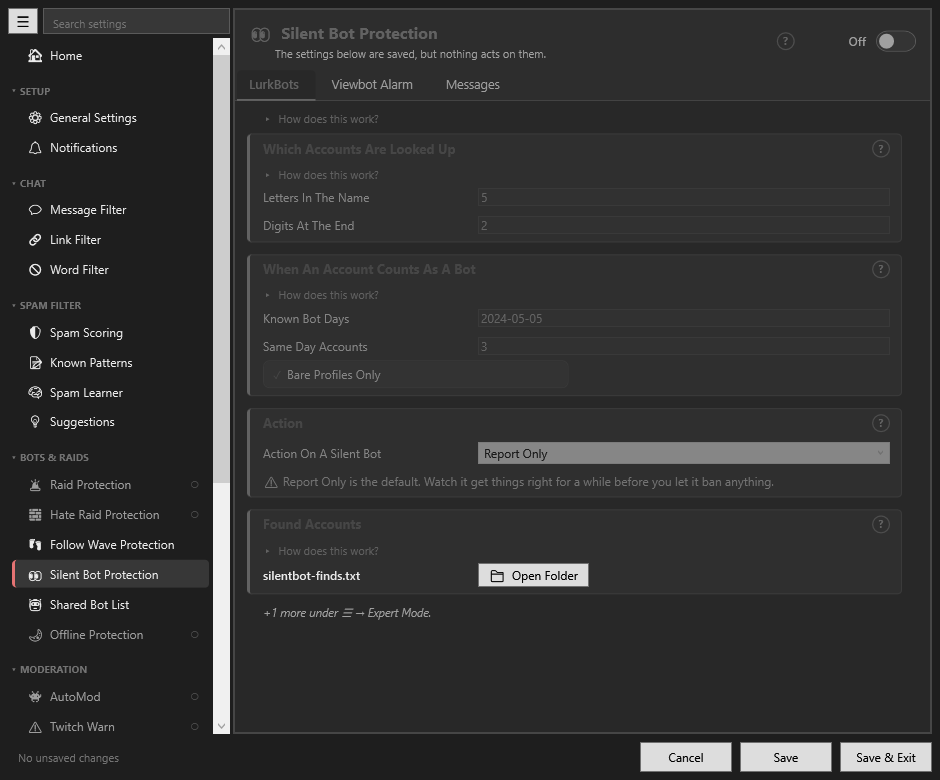 Search settings
Home
SETUP
General Settings
Notifications
CHAT
Message Filter
Link Filter
Word Filter
SPAM FILTER
Spam Scoring
Known Patterns
Spam Learner
Suggestions
BOTS & RAIDS
Raid Protection
Hate Raid Protection
Follow Wave Protection
Silent Bot Protection
Shared Bot List
Offline Protection
MODERATION
AutoMod
Twitch Warn
No unsaved changes
Silent Bot Protection
The settings below are saved, but nothing acts on them.
? Off
LurkBots Viewbot Alarm Messages
How does this work?
Which Accounts Are Looked Up ?
How does this work?
Letters In The Name 5
Digits At The End 2
When An Account Counts As A Bot ?
How does this work?
Known Bot Days 2024-05-05
Same Day Accounts 3
✓ Bare Profiles Only
Action ?
Action On A Silent Bot Report Only
⚠ Report Only is the default. Watch it get things right for a while before you let it ban anything.
Found Accounts ?
How does this work?
silentbot-finds.txt Open Folder
+1 more under ☰ → Expert Mode.
Cancel Save Save & Exit